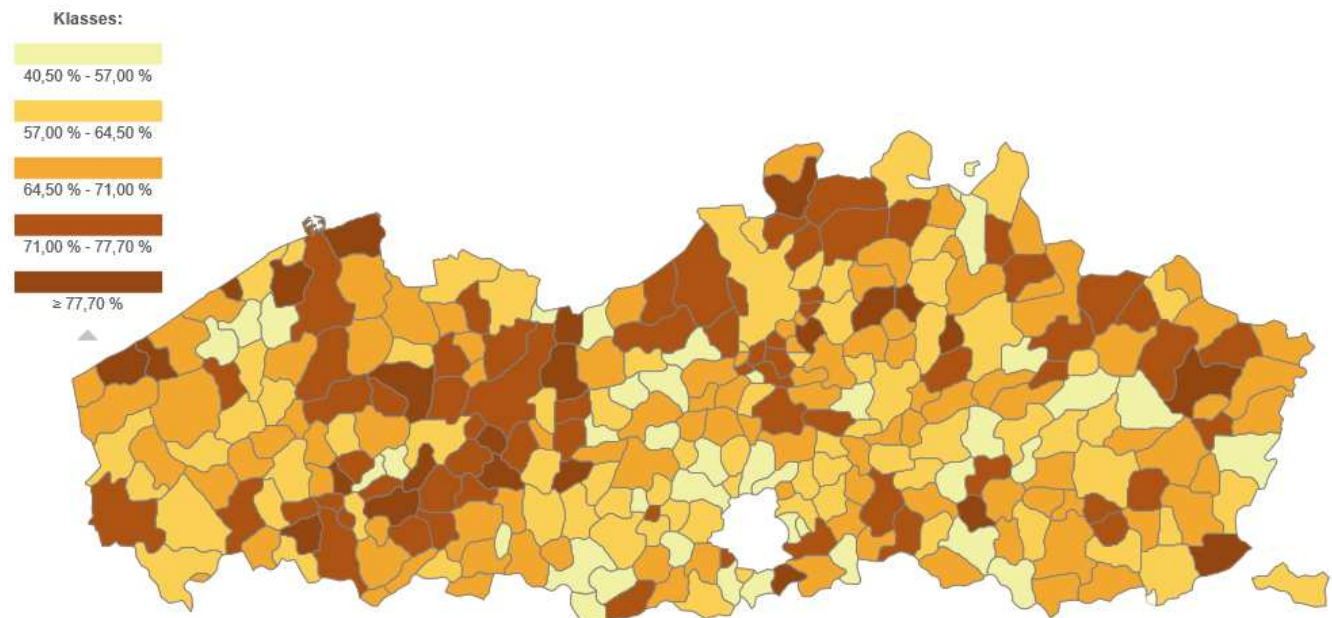 Klasses:
40,50 % - 57,00 %
57,00 % - 64,50 %
64,50 % - 71,00 %
71,00 % - 77,70 %
≥ 77,70 %